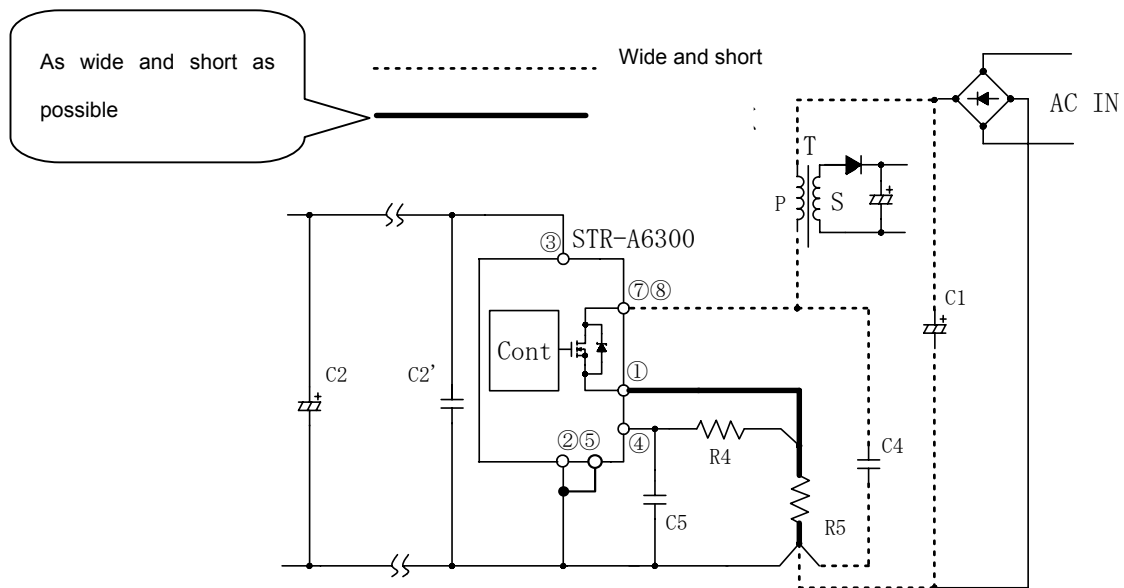 As wide and short as
possible
Wide and short
AC IN
T
P
S
③
STR-A6300
⑦⑧
C1
Cont
①
C2
C2'
④
②⑤
R4
C4
C5
R5